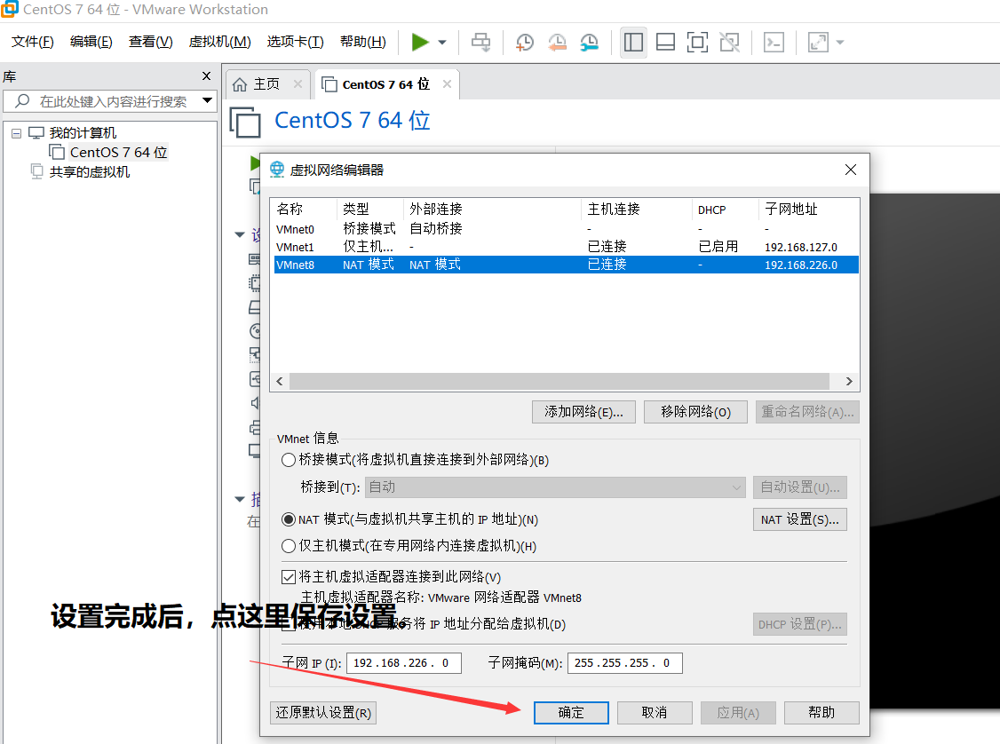 CentOS 7 64 位 - VMware Workstation
文件(F) 编辑(E) 查看(V) 虚拟机(M) 选项卡(T) 帮助(H)
库
在此处键入内容进行搜索
我的计算机
CentOS 7 64 位
共享的虚拟机
主页
CentOS 7 64 位
CentOS 7 64 位
虚拟网络编辑器
名称 类型 外部连接 主机连接 DHCP 子网地址
VMnet0 桥接模式 自动桥接 - - -
VMnet1 仅主机... - 已连接 已启用 192.168.127.0
VMnet8 NAT 模式 NAT 模式 已连接 - 192.168.226.0
添加网络(E)... 移除网络(O) 重命名网络(A)...
VMnet 信息
桥接模式(将虚拟机直接连接到外部网络)(B)
桥接到(T): 自动 自动设置(U)...
NAT 模式(与虚拟机共享主机的 IP 地址)(N) NAT 设置(S)...
仅主机模式(在专用网络内连接虚拟机)(H)
将主机虚拟适配器连接到此网络(V)
主机虚拟适配器名称: VMware 网络适配器 VMnet8
设置完成后，点这里保存设置。
使用本地 DHCP 服务将 IP 地址分配给虚拟机(D) DHCP 设置(P)...
子网 IP (I): 192.168.226. 0 子网掩码(M): 255.255.255. 0
还原默认设置(R) 确定 取消 应用(A) 帮助